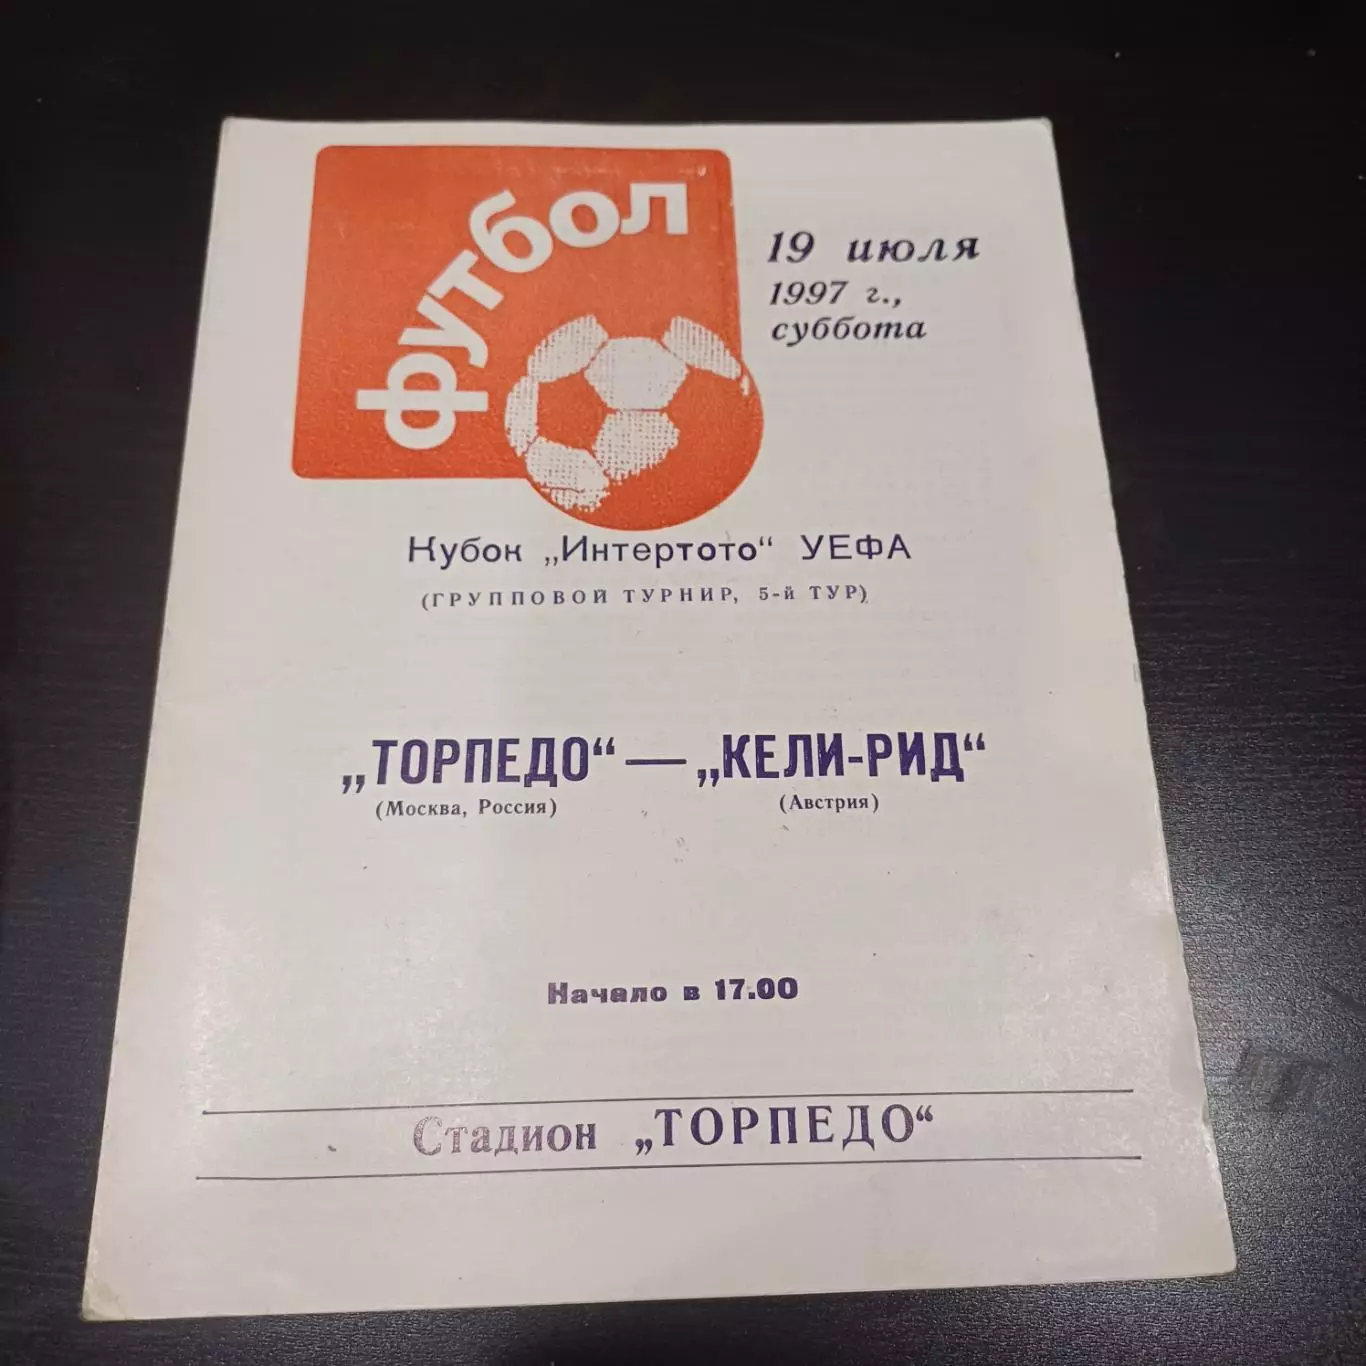 футбол
19 июля
1997 г.,
суббота
Кубок „Интертото“ УЕФА
(ГРУППОВОЙ ТУРНИР, 5-й ТУР)
„ТОРПЕДО“ — „КЕЛИ-РИД“
(Москва, Россия) (Австрия)
Начало в 17.00
Стадион „ТОРПЕДО“